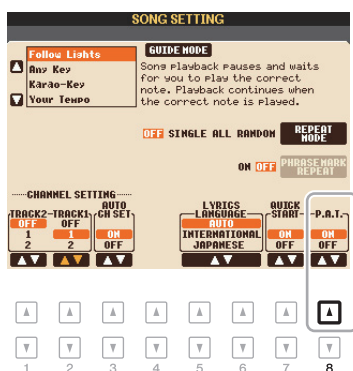 SONG SETTING
Follow Lights
Any Key
Karao-Key
Your Tempo
GUIDE MODE
Song playback pauses and waits
for you to play the correct
note. Playback continues when
the correct note is played.
OFF SINGLE ALL RANDOM
REPEAT
MODE
ON OFF
PHRASE MARK
REPEAT
CHANNEL SETTING
TRACK2
OFF
1
2
TRACK1
OFF
1
2
AUTO
CH SET
ON
OFF
LYRICS
LANGUAGE
AUTO
INTERNATIONAL
JAPANESE
QUICK
START
ON
OFF
P.A.T.
ON
OFF
1 2 3 4 5 6 7 8